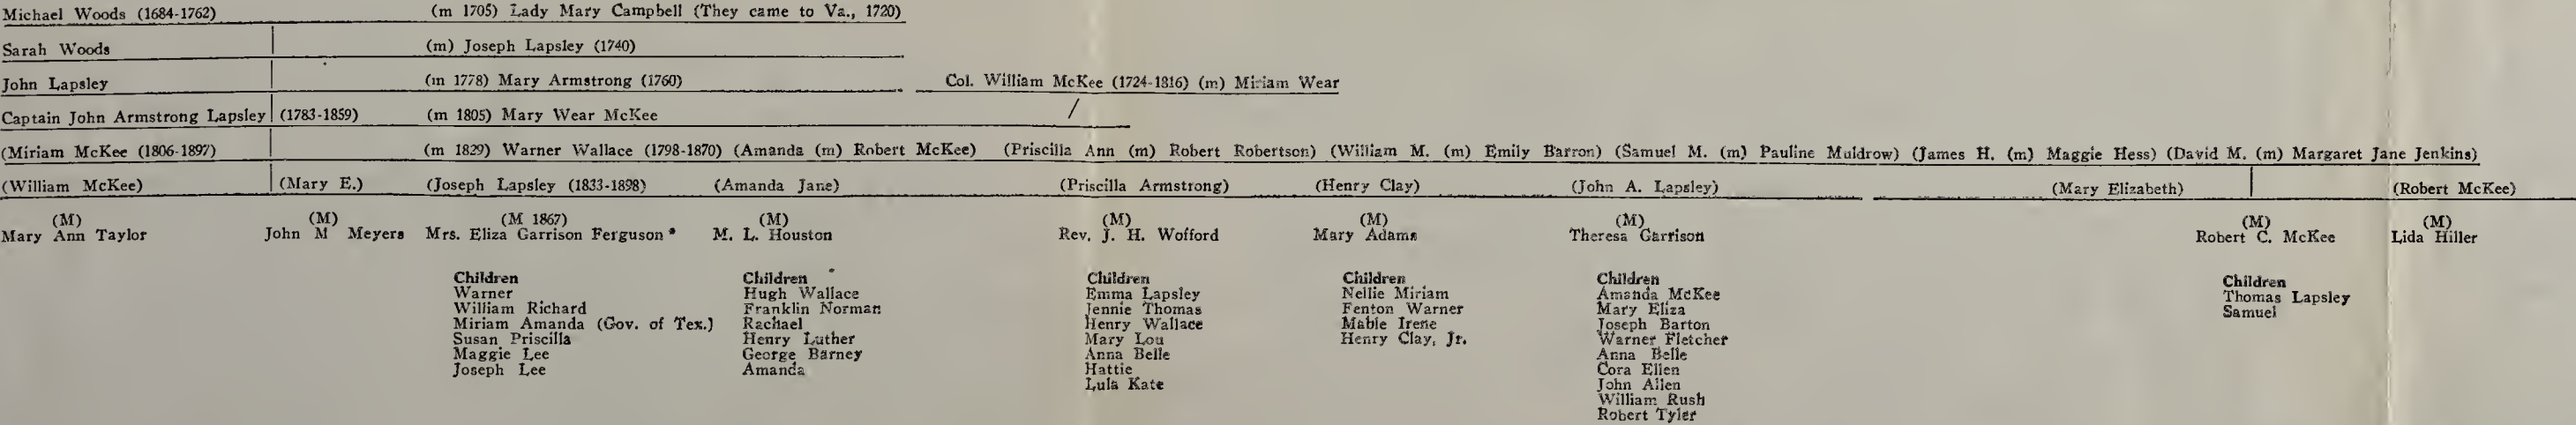 Michael Woods (1684-1762) (m 1705) Lady Mary Campbell (They came to Va., 1720)
Sarah Woods (m) Joseph Lapsley (1740)
John Lapsley (m 1778) Mary Armstrong (1760) Col. William McKee (1724-1816) (m) Miriam Wear
Captain John Armstrong Lapsley (1783-1859) (m 1805) Mary Wear McKee /
(Miriam McKee (1806-1897) (m 1829) Warner Wallace (1798-1870) (Amanda (m) Robert McKee) (Priscilla Ann (m) Robert Robertson) (William M. (m) Emily Barron) (Samuel M. (m) Pauline Muldrow) (James H. (m) Maggie Hess) (David M. (m) Margaret Jane Jenkins)
(William McKee) (Mary E.) (Joseph Lapsley (1833-1898) (Amanda Jane) (Priscilla Armstrong) (Henry Clay) (John A. Lapsley) (Mary Elizabeth) (Robert McKee)
(M) (M) (M 1867) (M) (M) (M) (M) (M) (M)
Mary Ann Taylor John M Meyers Mrs. Eliza Garrison Ferguson* M. L. Houston Rev. J. H. Wofford Mary Adams Theresa Garrison Robert C. McKee Lida Hiller
Children
Warner
William Richard
Miriam Amanda (Gov. of Tex.)
Susan Priscilla
Maggie Lee
Joseph Lee
Children
Hugh Wallace
Franklin Norman
Rachael
Henry Luther
George Barney
Amanda
Children
Emma Lapsley
Jennie Thomas
Henry Wallace
Mary Lou
Anna Belle
Hattie
Lula Kate
Children
Nellie Miriam
Fenton Warner
Mable Irene
Henry Clay, Jr.
Children
Amanda McKee
Mary Eliza
Joseph Barton
Warner Fletcher
Anna Belle
Cora Ellen
John Allen
William Rush
Robert Tyler
Children
Thomas Lapsley
Samuel